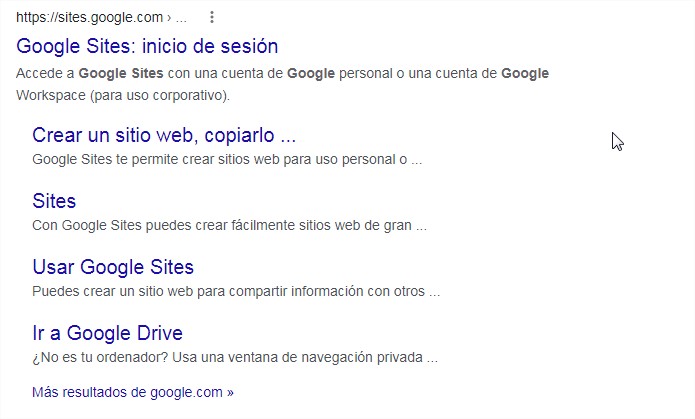 https://sites.google.com › ...
Google Sites: inicio de sesión
Accede a Google Sites con una cuenta de Google personal o una cuenta de Google
Workspace (para uso corporativo).
Crear un sitio web, copiarlo ...
Google Sites te permite crear sitios web para uso personal o ...
Sites
Con Google Sites puedes crear fácilmente sitios web de gran ...
Usar Google Sites
Puedes crear un sitio web para compartir información con otros ...
Ir a Google Drive
¿No es tu ordenador? Usa una ventana de navegación privada ...
Más resultados de google.com »